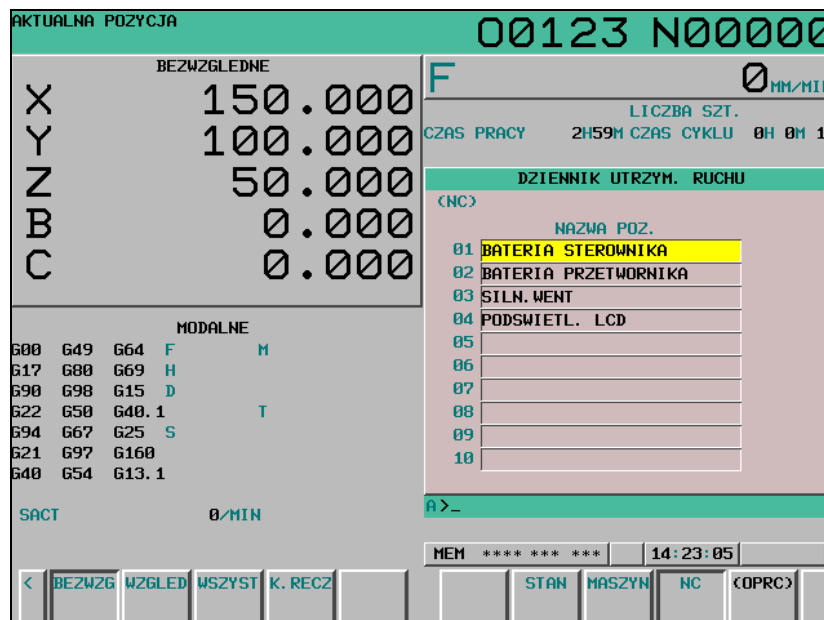 AKTUALNA POZYCJA
O0123 N00000
BEZWZGLEDNE
X 150.000
Y 100.000
Z 50.000
B 0.000
C 0.000
F 0 MM/MI
LICZBA SZT.
CZAS PRACY 2H59M CZAS CYKLU 0H 0M 1
DZIENNIK UTRZYM. RUCHU
(NC)
NAZWA POZ.
01 BATERIA STEROWNIKA
02 BATERIA PRZETWORNIKA
03 SILN.WENT
04 PODSWIETL. LCD
05
06
07
08
09
10
MODALNE
G00 G49 G64 F M
G17 G80 G69 H
G90 G98 G15 D
G22 G50 G40.1 T
G94 G67 G25 S
G21 G97 G160
G40 G54 G13.1
SACT 0/MIN
A>_
MEM **** *** *** 14:23:05
< BEZWZG WZGLED WSZYST K.RECZ STAN MASZYN NC (OPRC)